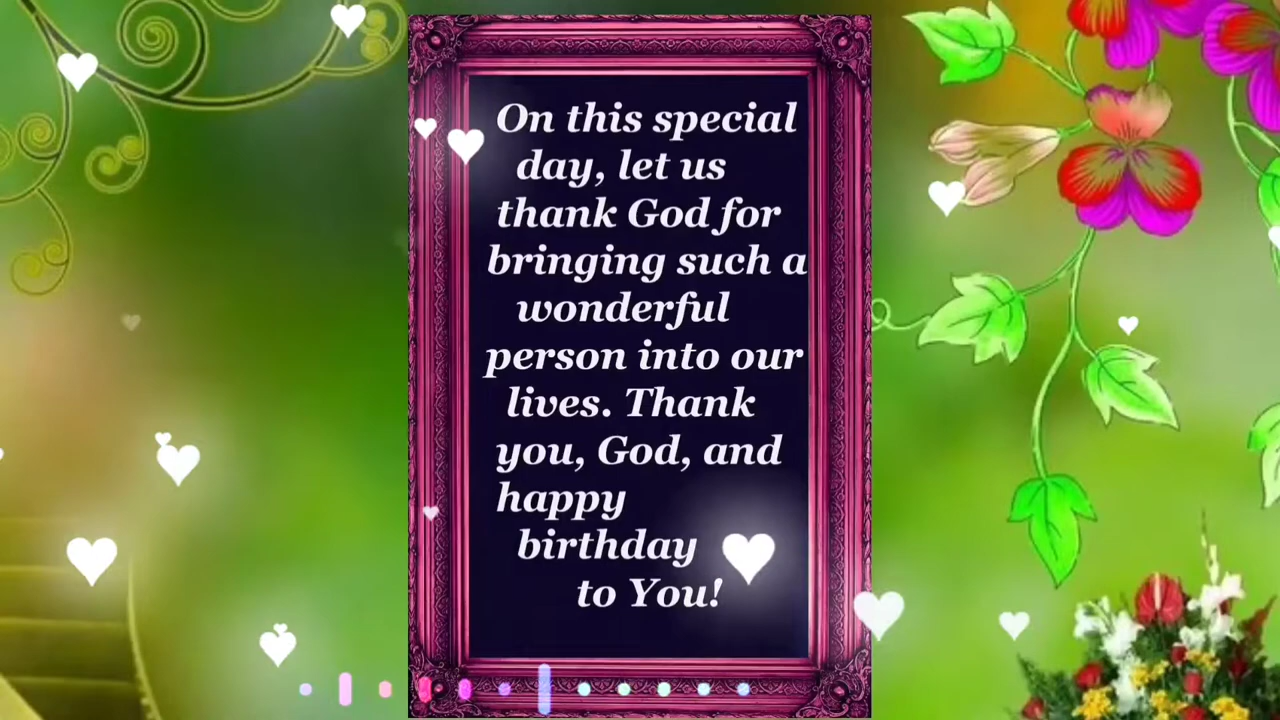 On this special
day, let us
thank God for
bringing such a
wonderful
person into our
lives. Thank
you, God, and
happy
birthday
to You!